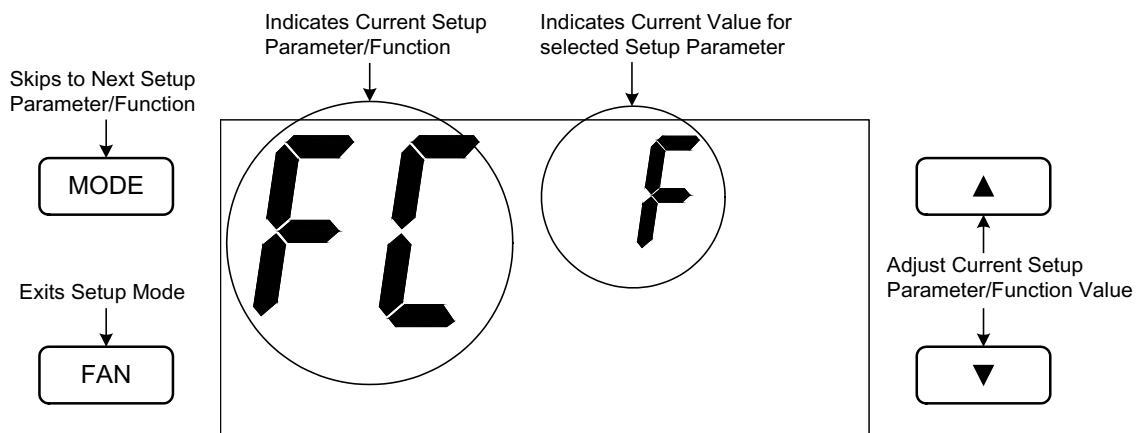 Indicates Current Setup
Parameter/Function
Indicates Current Value for
selected Setup Parameter
Skips to Next Setup
Parameter/Function
MODE
FC
F
▲
Adjust Current Setup
Parameter/Function Value
Exits Setup Mode
FAN
▼